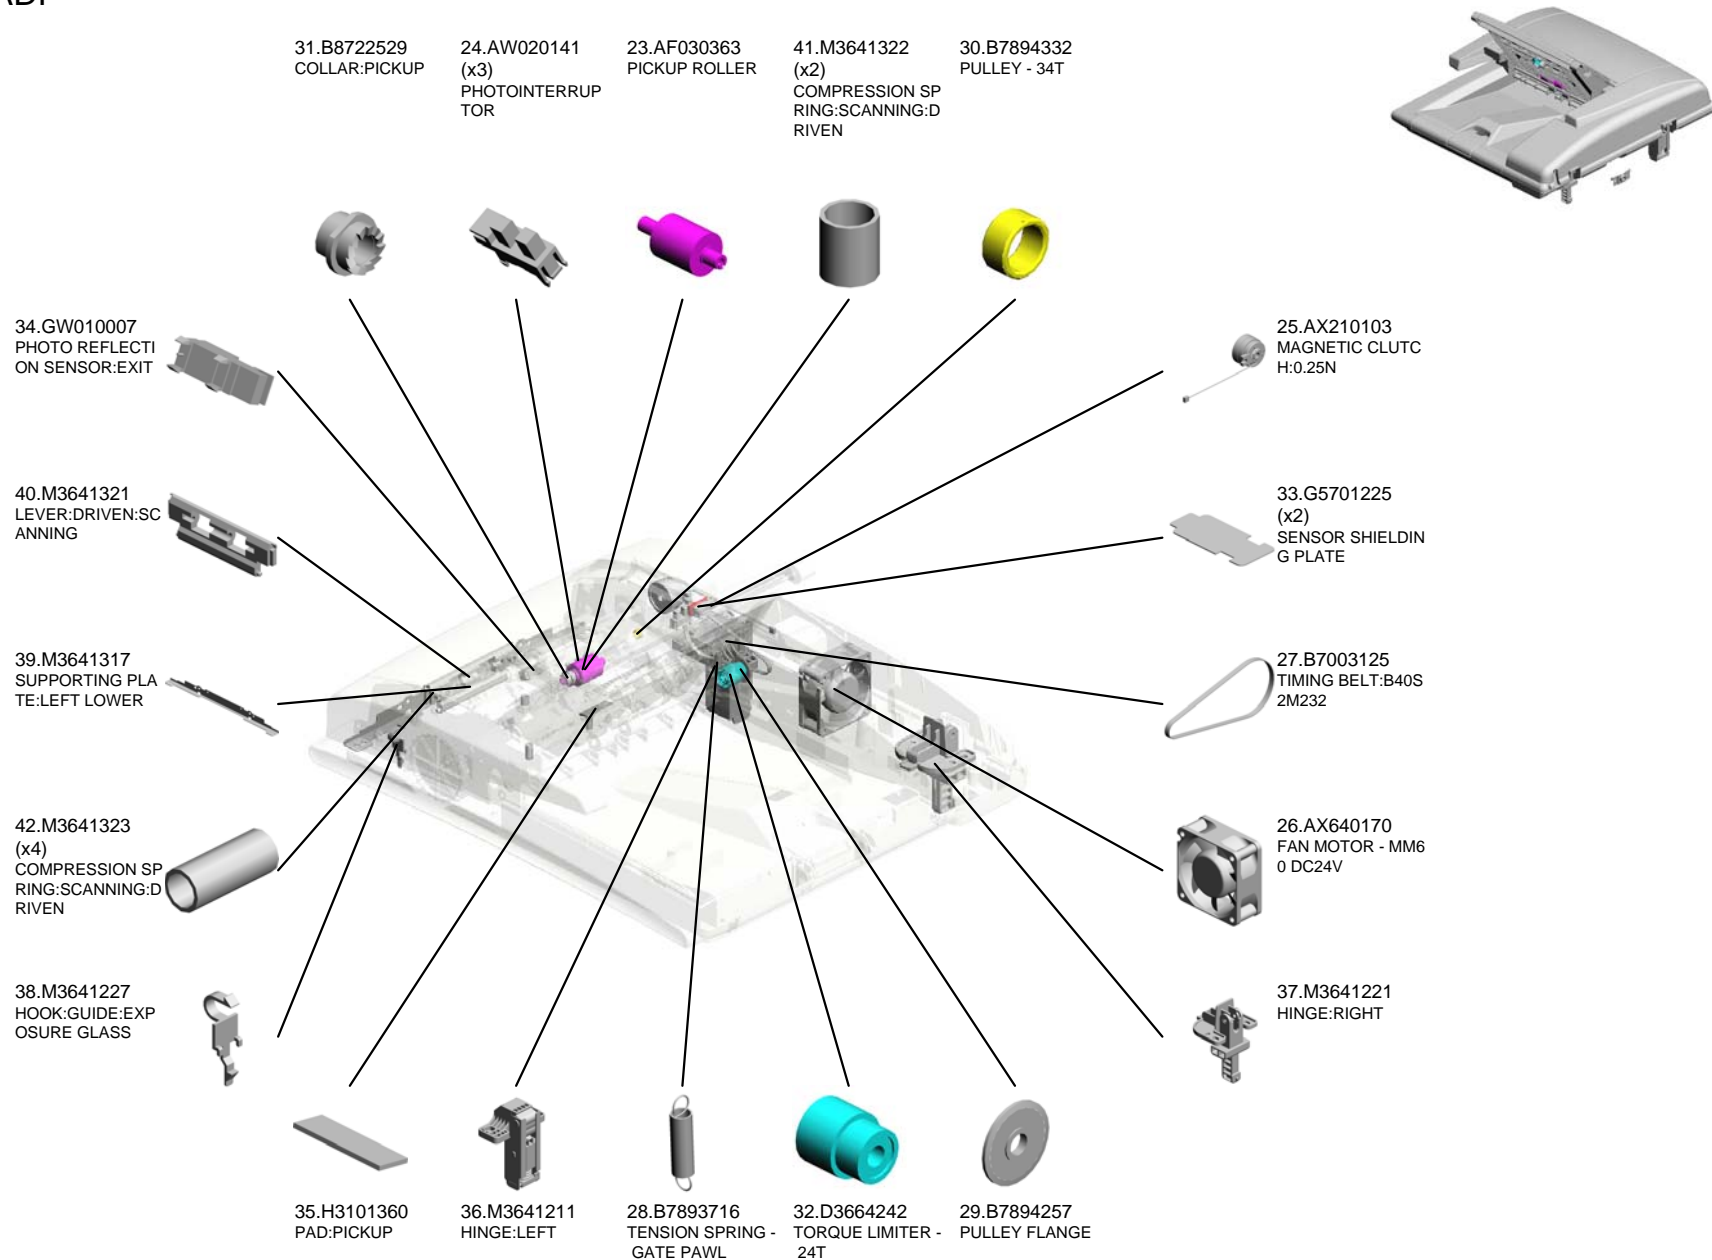 ADF
31.B8722529
COLLAR:PICKUP
24.AW020141
(x3)
PHOTOINTERRUP
TOR
23.AF030363
PICKUP ROLLER
41.M3641322
(x2)
COMPRESSION SP
RING:SCANNING:D
RIVEN
30.B7894332
PULLEY - 34T
34.GW010007
PHOTO REFLECTI
ON SENSOR:EXIT
25.AX210103
MAGNETIC CLUTC
H:0.25N
40.M3641321
LEVER:DRIVEN:SC
ANNING
33.G5701225
(x2)
SENSOR SHIELDIN
G PLATE
39.M3641317
SUPPORTING PLA
TE:LEFT LOWER
27.B7003125
TIMING BELT:B40S
2M232
42.M3641323
(x4)
COMPRESSION SP
RING:SCANNING:D
RIVEN
26.AX640170
FAN MOTOR - MM6
0 DC24V
38.M3641227
HOOK:GUIDE:EXP
OSURE GLASS
37.M3641221
HINGE:RIGHT
35.H3101360
PAD:PICKUP
36.M3641211
HINGE:LEFT
28.B7893716
TENSION SPRING -
GATE PAWL
32.D3664242
TORQUE LIMITER -
24T
29.B7894257
PULLEY FLANGE